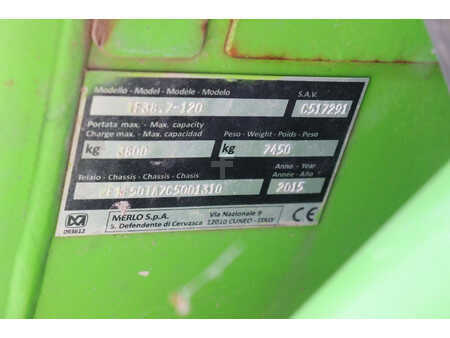 Modello - Model - Modèle - Modelo S.A.V.
TF38.7-120 C517291
Portata max. - Max. capacity
Charge max. - Max. capacidad Peso - Weight - Poids - Peso
kg 3800 kg 7450
Telaio - Chassis - Chassis - Chasis Anno - Year
Année - Año
2015
MERLO S.p.A. Via Nazionale 9
S. Defendente di Cervasca 12010 CUNEO - ITALY
CE
093612